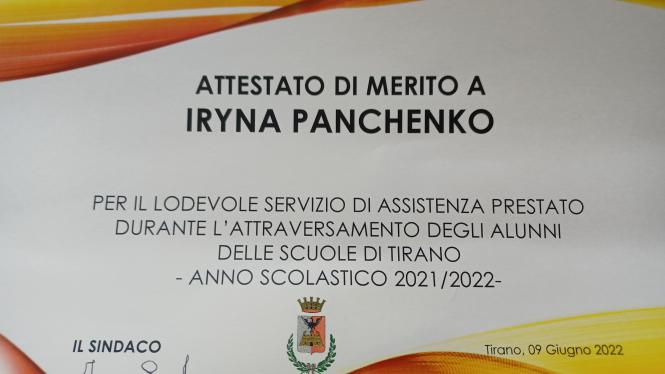 ATTESTATO DI MERITO A
IRYNA PANCHENKO
PER IL LODEVOLE SERVIZIO DI ASSISTENZA PRESTATO
DURANTE L'ATTRAVERSAMENTO DEGLI ALUNNI
DELLE SCUOLE DI TIRANO
- ANNO SCOLASTICO 2021/2022-
IL SINDACO
Tirano, 09 Giugno 2022